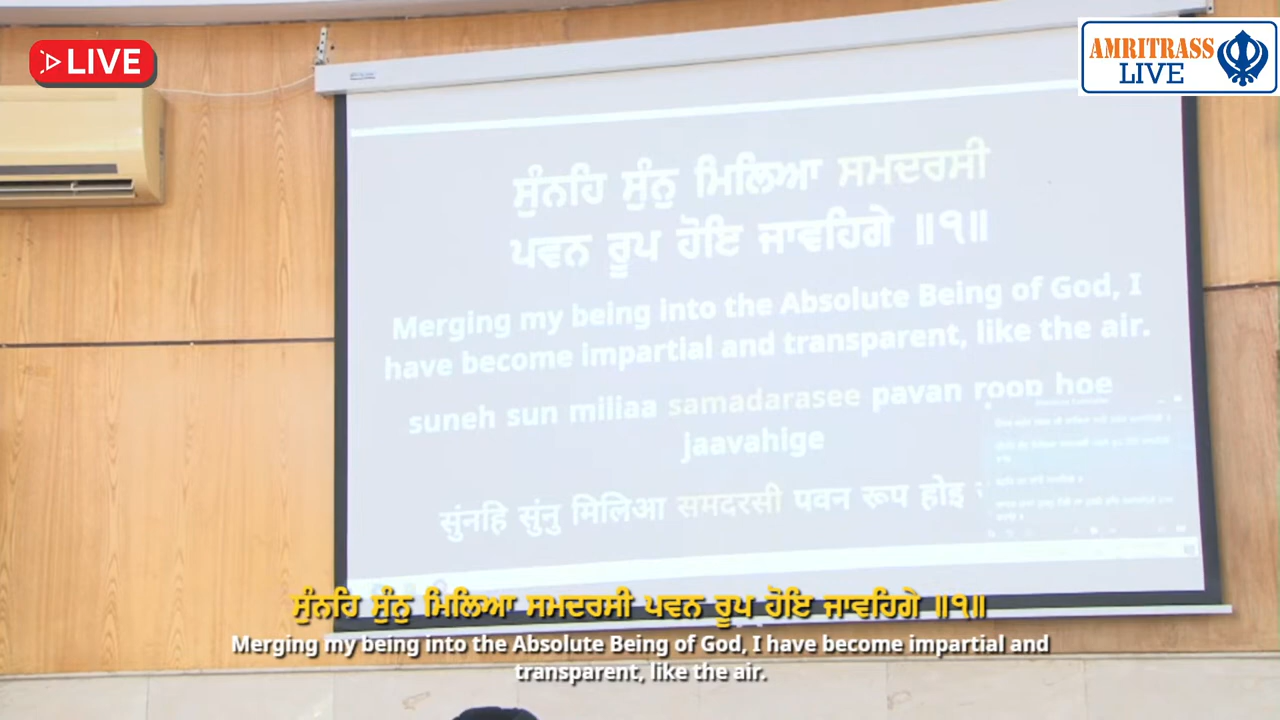 LIVE
AMRITRASS
LIVE
ਸੁੰਨਹਿ ਸੁੰਨੁ ਮਿਲਿਆ ਸਮਦਰਸੀ
ਪਵਨ ਰੂਪ ਹੋਇ ਜਾਵਹਿਗੇ ॥੧॥
Merging my being into the Absolute Being of God, I
have become impartial and transparent, like the air.
suneh sun miliaa samadarasee pavan roop hoe
jaavahige
सुंनहि सुंनु मिलिआ समदरसी पवन रूप होइ
ਸੁੰਨਹਿ ਸੁੰਨੁ ਮਿਲਿਆ ਸਮਦਰਸੀ ਪਵਨ ਰੂਪ ਹੋਇ ਜਾਵਹਿਗੇ ॥੧॥
Merging my being into the Absolute Being of God, I have become impartial and
transparent, like the air.